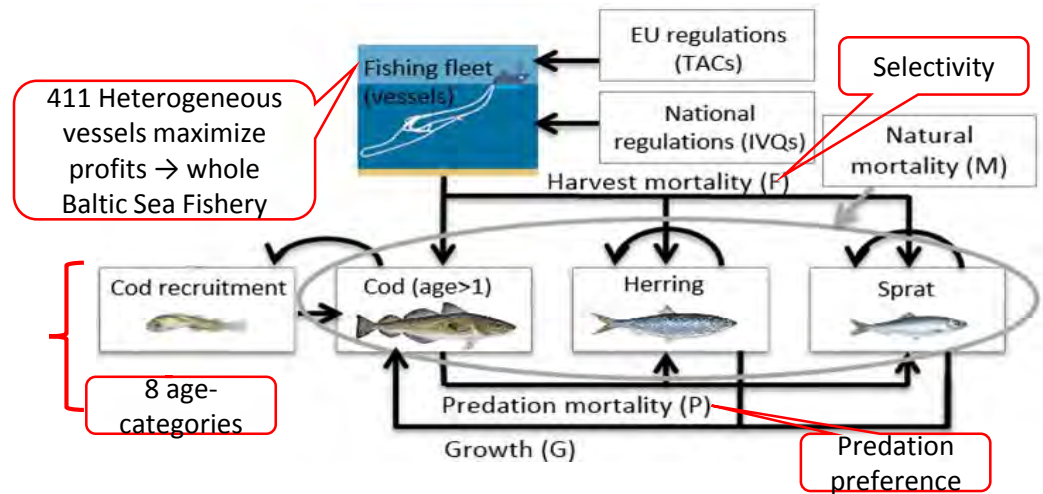 EU regulations
(TACs)
Selectivity
Fishing fleet
(vessels)
411 Heterogeneous
vessels maximize
profits → whole
Baltic Sea Fishery
National
regulations (IVQs)
Natural
mortality (M)
Harvest mortality (F)
Cod recruitment
Cod (age>1)
Herring
Sprat
8 age-
categories
Predation mortality (P)
Growth (G)
Predation
preference